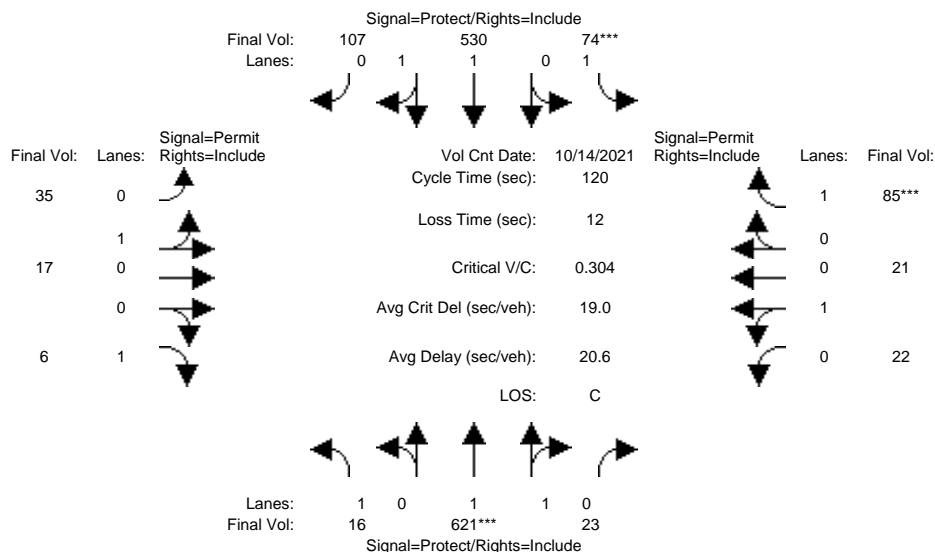 Signal=Protect/Rights=Include
Final Vol: 107 530 74***
Lanes: 0 1 1 0 1
Signal=Permit
Final Vol: Lanes: Rights=Include
Vol Cnt Date: 10/14/2021
Signal=Permit
Rights=Include Lanes: Final Vol:
Cycle Time (sec): 120
35 0
1 85***
Loss Time (sec): 12
1
0
17 0
Critical V/C: 0.304
0 21
0
Avg Crit Del (sec/veh): 19.0
1
6 1
Avg Delay (sec/veh): 20.6
0 22
LOS: C
Lanes: 1 0 1 1 0
Final Vol: 16 621*** 23
Signal=Protect/Rights=Include